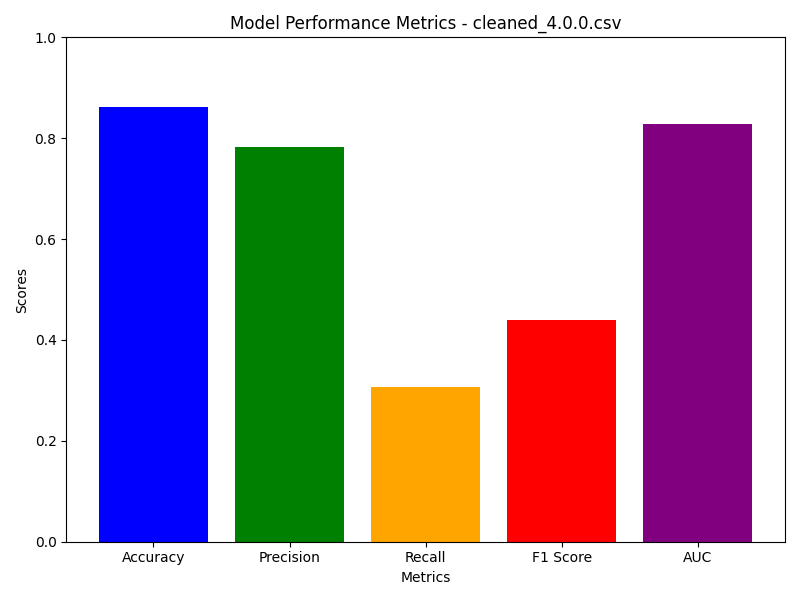 Model Performance Metrics - cleaned_4.0.0.csv
1.0
0.8
0.6
0.4
0.2
0.0
Scores
Accuracy Precision Recall F1 Score AUC
Metrics